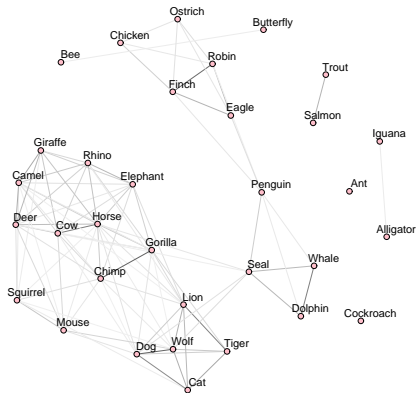 Ostrich
Butterfly
Chicken
Bee
Robin
Trout
Finch
Eagle
Salmon
Iguana
Giraffe
Rhino
Camel
Elephant
Penguin
Ant
Deer
Cow
Horse
Gorilla
Alligator
Chimp
Seal
Whale
Squirrel
Lion
Dolphin
Cockroach
Mouse
Dog
Wolf
Tiger
Cat